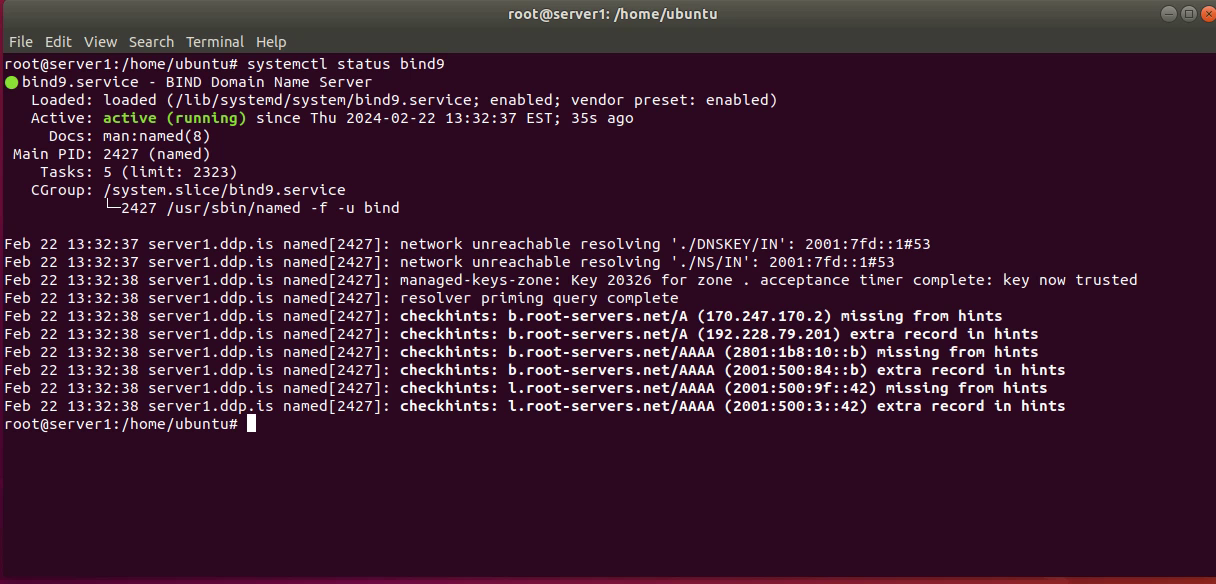 root@server1: /home/ubuntu
File Edit View Search Terminal Help
root@server1:/home/ubuntu# systemctl status bind9
● bind9.service - BIND Domain Name Server
   Loaded: loaded (/lib/systemd/system/bind9.service; enabled; vendor preset: enabled)
   Active: active (running) since Thu 2024-02-22 13:32:37 EST; 35s ago
     Docs: man:named(8)
 Main PID: 2427 (named)
    Tasks: 5 (limit: 2323)
   CGroup: /system.slice/bind9.service
           └─2427 /usr/sbin/named -f -u bind
Feb 22 13:32:37 server1.ddp.is named[2427]: network unreachable resolving './DNSKEY/IN': 2001:7fd::1#53
Feb 22 13:32:37 server1.ddp.is named[2427]: network unreachable resolving './NS/IN': 2001:7fd::1#53
Feb 22 13:32:38 server1.ddp.is named[2427]: managed-keys-zone: Key 20326 for zone . acceptance timer complete: key now trusted
Feb 22 13:32:38 server1.ddp.is named[2427]: resolver priming query complete
Feb 22 13:32:38 server1.ddp.is named[2427]: checkhints: b.root-servers.net/A (170.247.170.2) missing from hints
Feb 22 13:32:38 server1.ddp.is named[2427]: checkhints: b.root-servers.net/A (192.228.79.201) extra record in hints
Feb 22 13:32:38 server1.ddp.is named[2427]: checkhints: b.root-servers.net/AAAA (2801:1b8:10::b) missing from hints
Feb 22 13:32:38 server1.ddp.is named[2427]: checkhints: b.root-servers.net/AAAA (2001:500:84::b) extra record in hints
Feb 22 13:32:38 server1.ddp.is named[2427]: checkhints: l.root-servers.net/AAAA (2001:500:9f::42) missing from hints
Feb 22 13:32:38 server1.ddp.is named[2427]: checkhints: l.root-servers.net/AAAA (2001:500:3::42) extra record in hints
root@server1:/home/ubuntu#